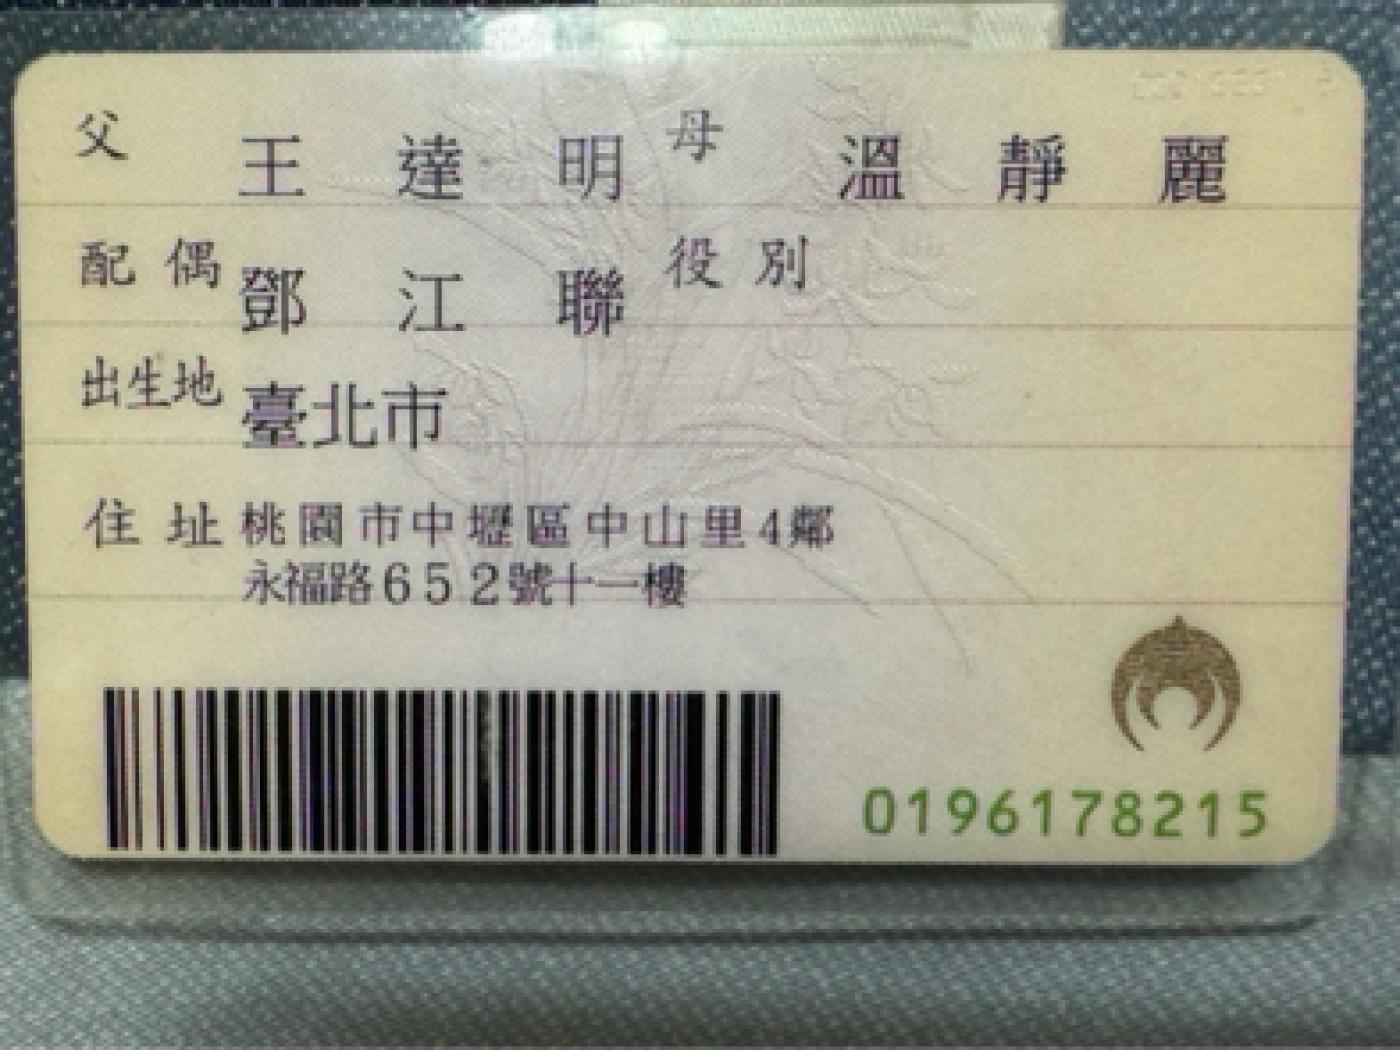 父 王達明 母 溫靜麗
配偶 鄧江聯 役別
出生地 臺北市
住址 桃園市中壢區中山里4鄰
永福路652號十一樓
0196178215